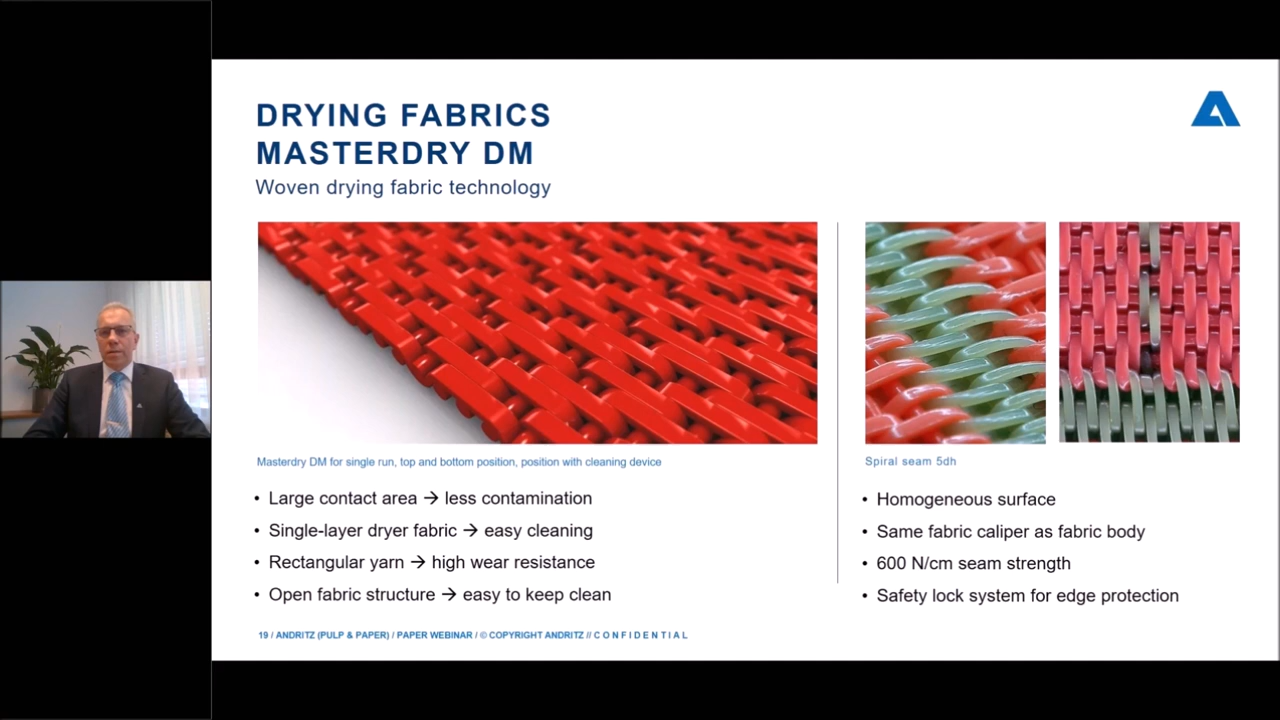 DRYING FABRICS
MASTERDRY DM
Woven drying fabric technology
Masterdry DM for single run, top and bottom position, position with cleaning device
• Large contact area → less contamination
• Single-layer dryer fabric → easy cleaning
• Rectangular yarn → high wear resistance
• Open fabric structure → easy to keep clean
Spiral seam 5dh
• Homogeneous surface
• Same fabric caliper as fabric body
• 600 N/cm seam strength
• Safety lock system for edge protection
19 / ANDRITZ (PULP & PAPER) / PAPER WEBINAR / © COPYRIGHT ANDRITZ // C O N F I D E N T I A L